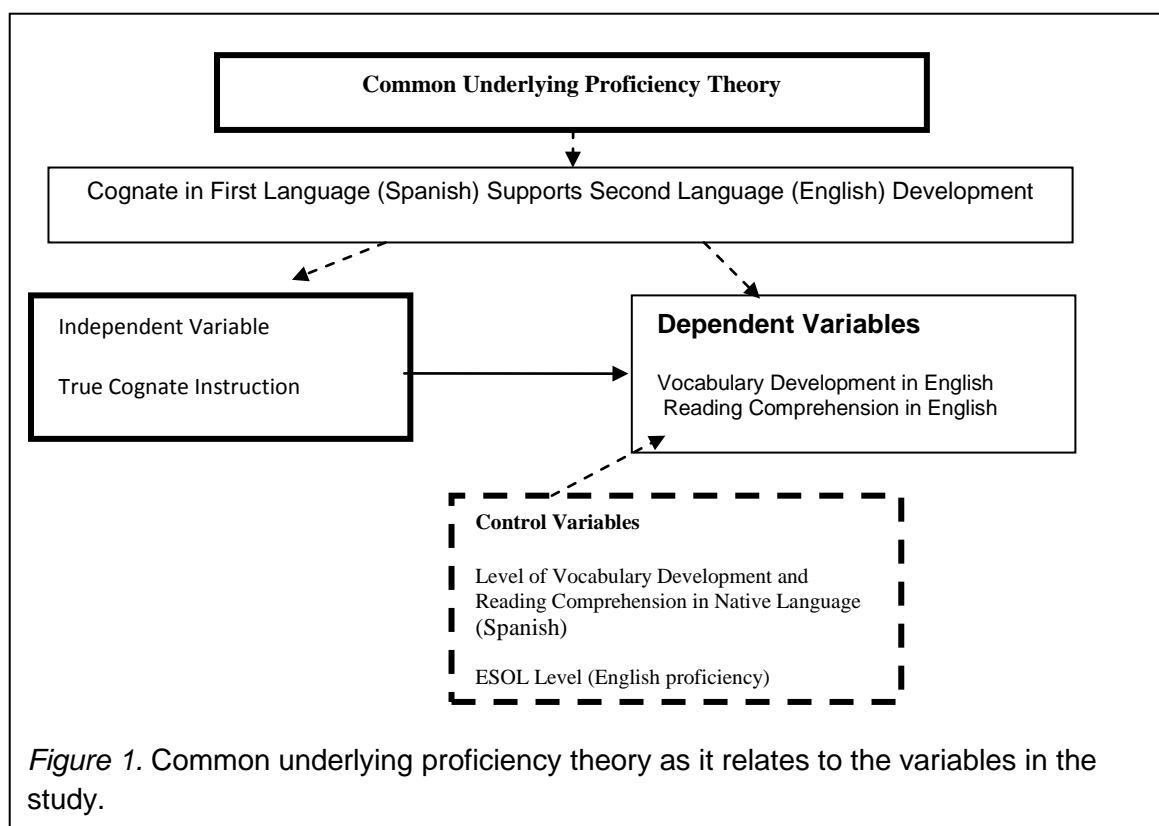 Common Underlying Proficiency Theory
Cognate in First Language (Spanish) Supports Second Language (English) Development
Independent Variable
True Cognate Instruction
Dependent Variables
Vocabulary Development in English
Reading Comprehension in English
Control Variables
Level of Vocabulary Development and
Reading Comprehension in Native Language
(Spanish)
ESOL Level (English proficiency)
Figure 1. Common underlying proficiency theory as it relates to the variables in the
study.